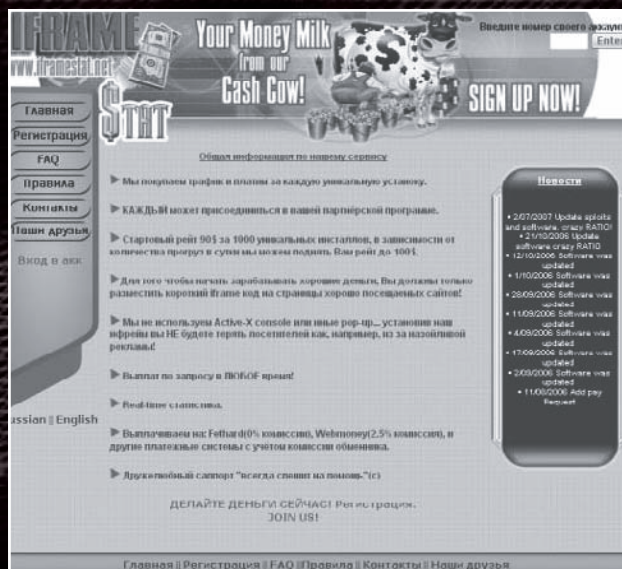 IFRAME
www.iframestat.net
$TAT
Your Money Milk
from our
Cash Cow!
SIGN UP NOW!
Введите номер своего аккаун
Enter
Главная
Регистрация
FAQ
Правила
Контакты
Наши друзья
Вход в акк
ussian || English
Общая информация по нашему сервису
Мы покупаем трафик и платим за каждую уникальную установку.
КАЖДЫЙ может присоединиться к нашей партнёрской программе.
Стартовый рейт 90$ за 1000 уникальных инсталлов, в зависимости от
количества прогруз в сутки мы можем поднять Вам рейт до 100$.
Для того чтобы начать зарабатывать хорошие деньги, Вы должны только
разместить короткий iframe код на страницы хорошо посещаемых сайтов!
Мы не используем Active-X console или иные pop-up... установив наш
ифрейм вы НЕ будете терять посетителей как, например, из за назойливой
рекламы!
Выплат по запросу в ЛЮБОЕ время!
Real-time статистика.
Выплачиваем на: Fethard(0% комиссии), Webmoney(2,5% комиссии), и
другие платежные системы с учётом комиссии обменника.
Дружелюбный саппорт "всегда спешит на помощь"(с)
ДЕЛАЙТЕ ДЕНЬГИ СЕЙЧАС! Регистрация.
JOIN US!
Новости
• 2/07/2007 Update sploits
and software, crazy RATIO!
• 21/10/2006 Update
software crazy RATIO
• 12/10/2006 Software was
updated
• 1/10/2006 Software was
updated
• 28/09/2006 Software was
updated
• 11/09/2006 Software was
updated
• 4/09/2006 Software was
updated
• 17/09/2006 Software was
updated
• 2/09/2006 Software was
updated
• 11/08/2006 Add pay
Request
Главная || Регистрация || FAQ ||Правила || Контакты || Наши друзья